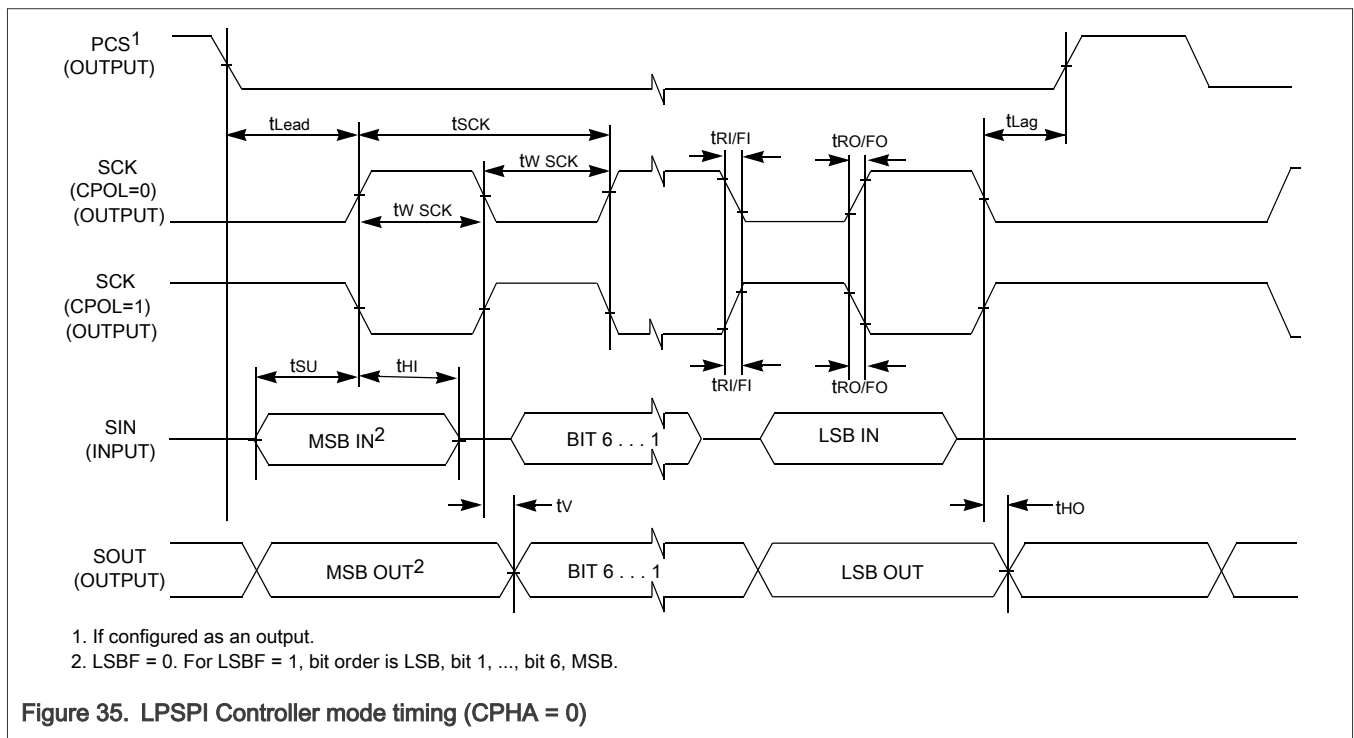 PCS1
(OUTPUT)
tLead
tSCK
tRI/FI
tRO/FO
tLag
SCK
(CPOL=0)
(OUTPUT)
tW SCK
tW SCK
SCK
(CPOL=1)
(OUTPUT)
tSU
tHI
tRI/FI
tRO/FO
SIN
(INPUT)
MSB IN2
BIT 6 . . . 1
LSB IN
tV
tHO
SOUT
(OUTPUT)
MSB OUT2
BIT 6 . . . 1
LSB OUT
1. If configured as an output.
2. LSBF = 0. For LSBF = 1, bit order is LSB, bit 1, ..., bit 6, MSB.
Figure 35. LPSPI Controller mode timing (CPHA = 0)